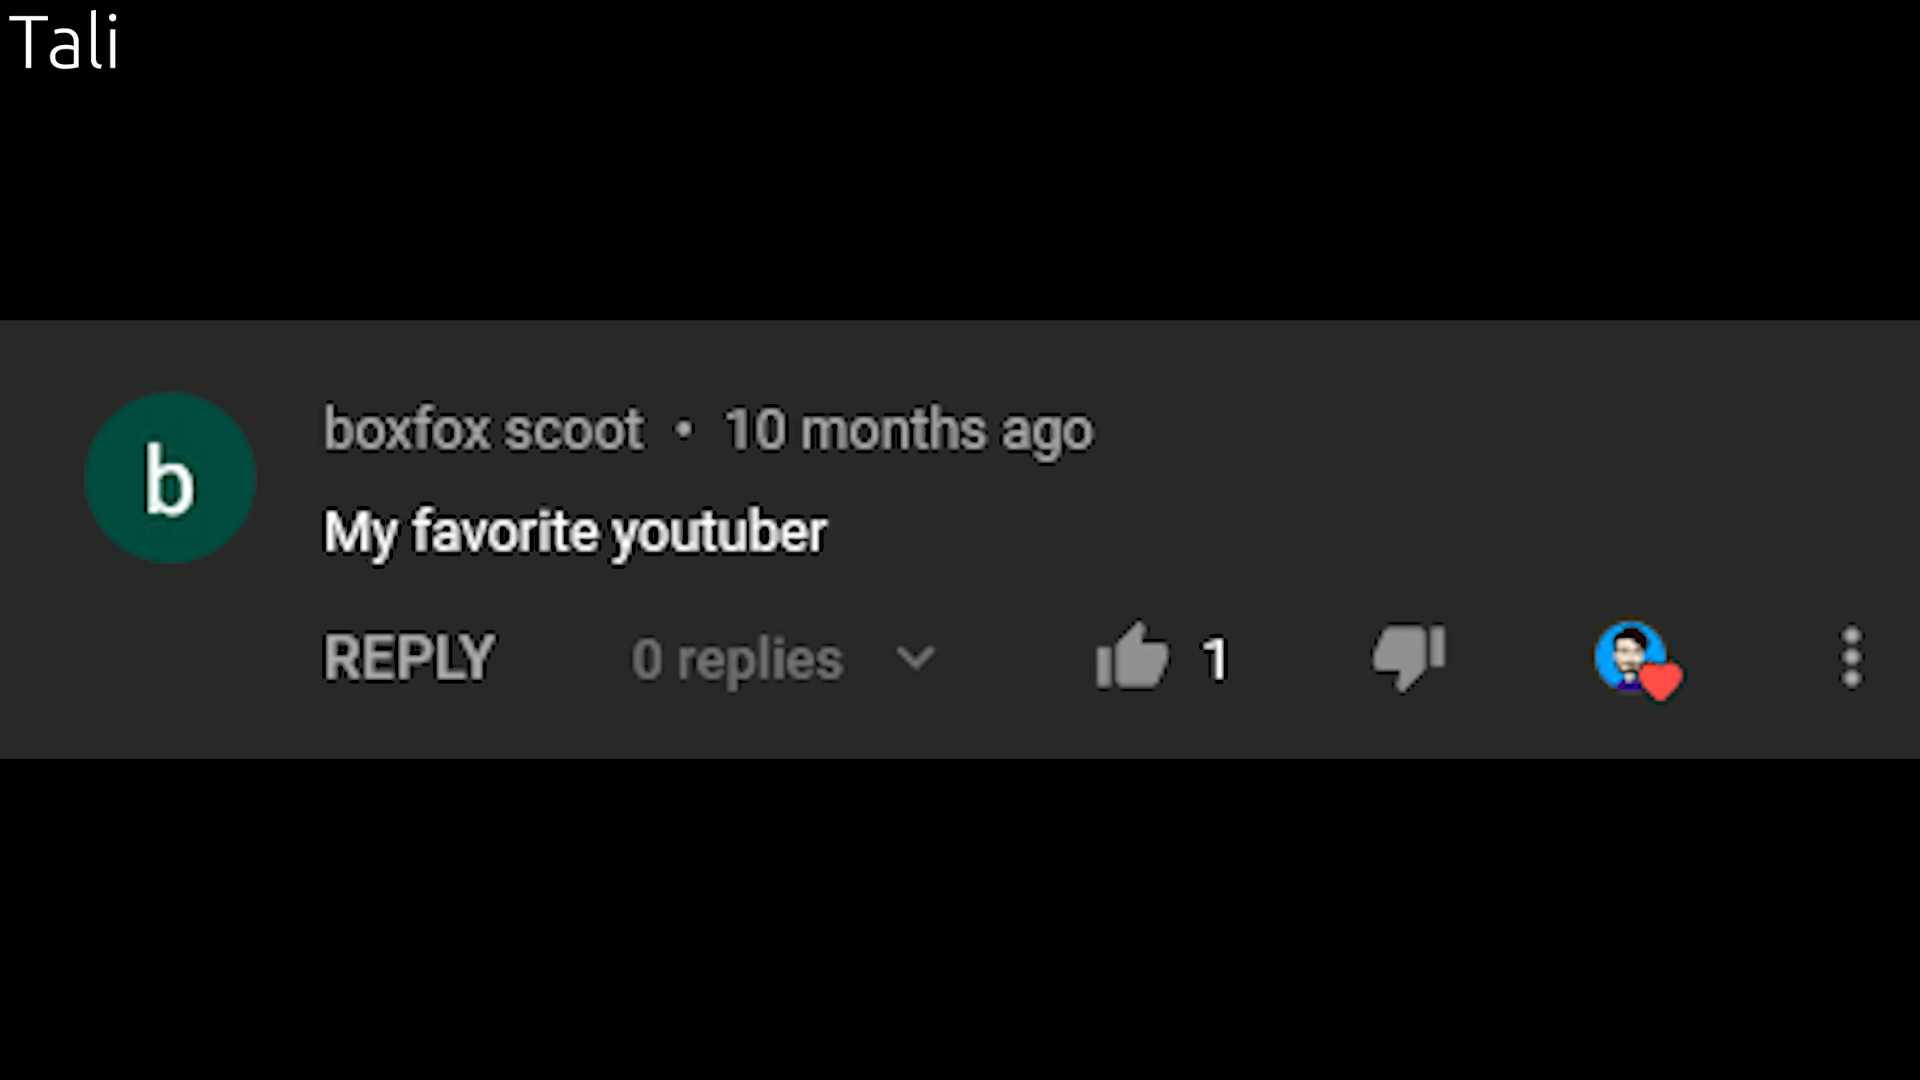 Tali
b
boxfox scoot • 10 months ago
My favorite youtuber
REPLY 0 replies 1